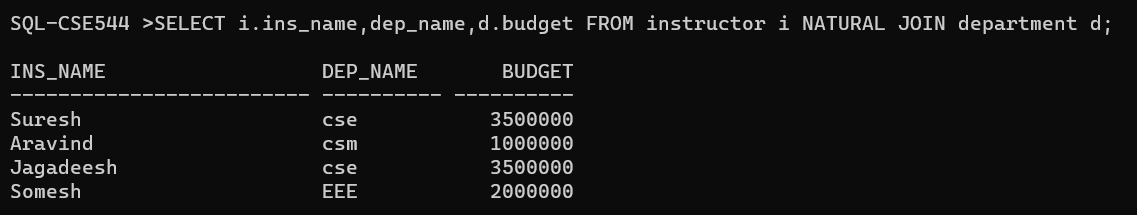 SQL-CSE544 >SELECT i.ins_name,dep_name,d.budget FROM instructor i NATURAL JOIN department d;
INS_NAME                  DEP_NAME       BUDGET
------------------------- ---------- ----------
Suresh                    cse           3500000
Aravind                   csm           1000000
Jagadeesh                 cse           3500000
Somesh                    EEE           2000000